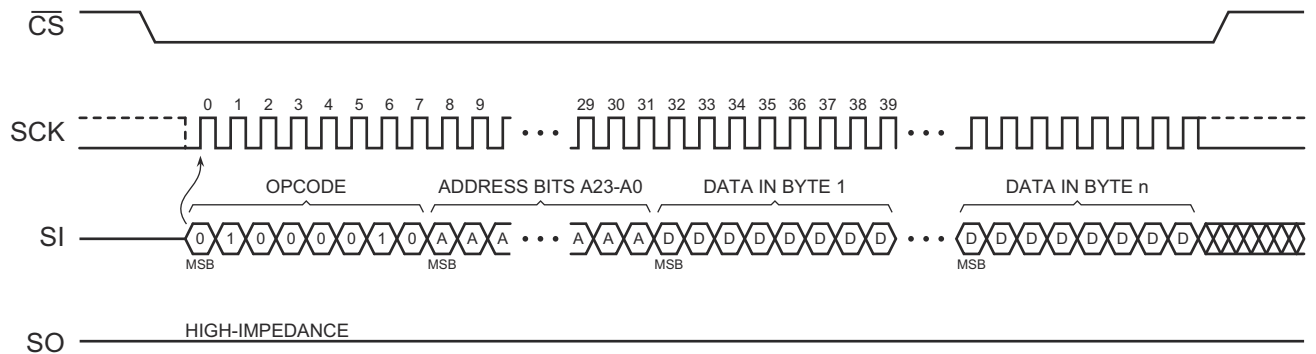 CS
0 1 2 3 4 5 6 7 8 9 29 30 31 32 33 34 35 36 37 38 39
SCK
OPCODE ADDRESS BITS A23-A0 DATA IN BYTE 1 DATA IN BYTE n
SI 0 1 0 0 0 0 1 0 A A A A A A D D D D D D D D D D D D D D D D
MSB MSB MSB MSB
HIGH-IMPEDANCE
SO